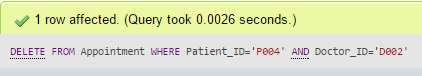 1 row affected. (Query took 0.0026 seconds.)
DELETE FROM Appointment WHERE Patient_ID='P004' AND Doctor_ID='D002'